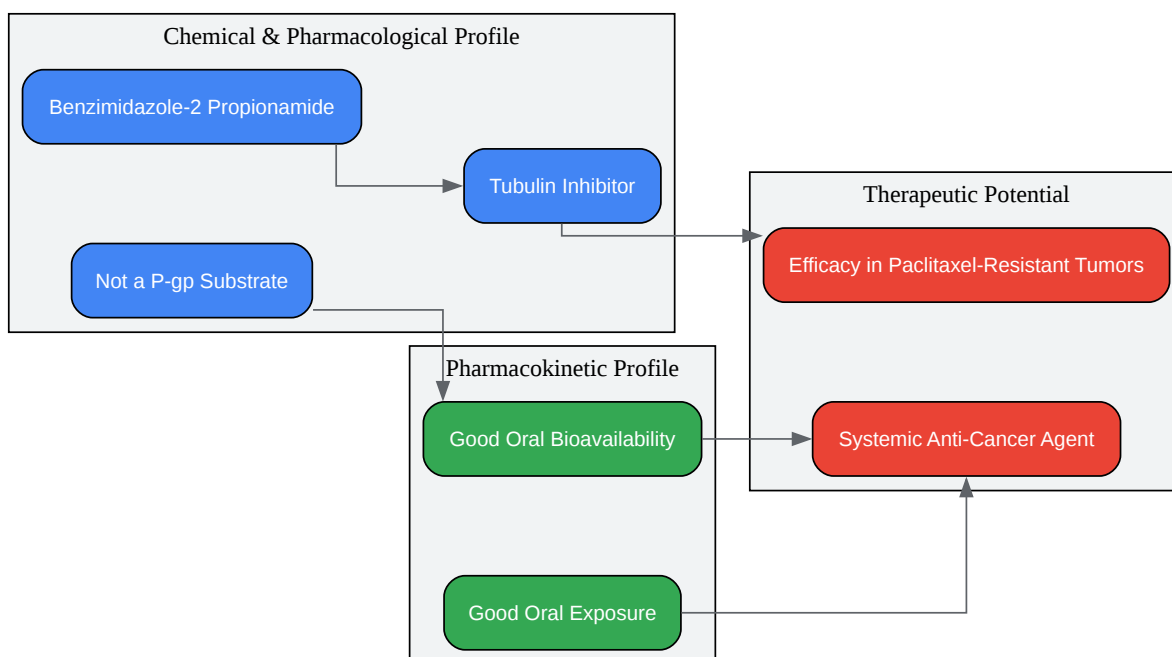 Chemical & Pharmacological Profile
Benzimidazole-2 Propionamide
Tubulin Inhibitor
Not a P-gp Substrate
Therapeutic Potential
Efficacy in Paclitaxel-Resistant Tumors
Systemic Anti-Cancer Agent
Pharmacokinetic Profile
Good Oral Bioavailability
Good Oral Exposure